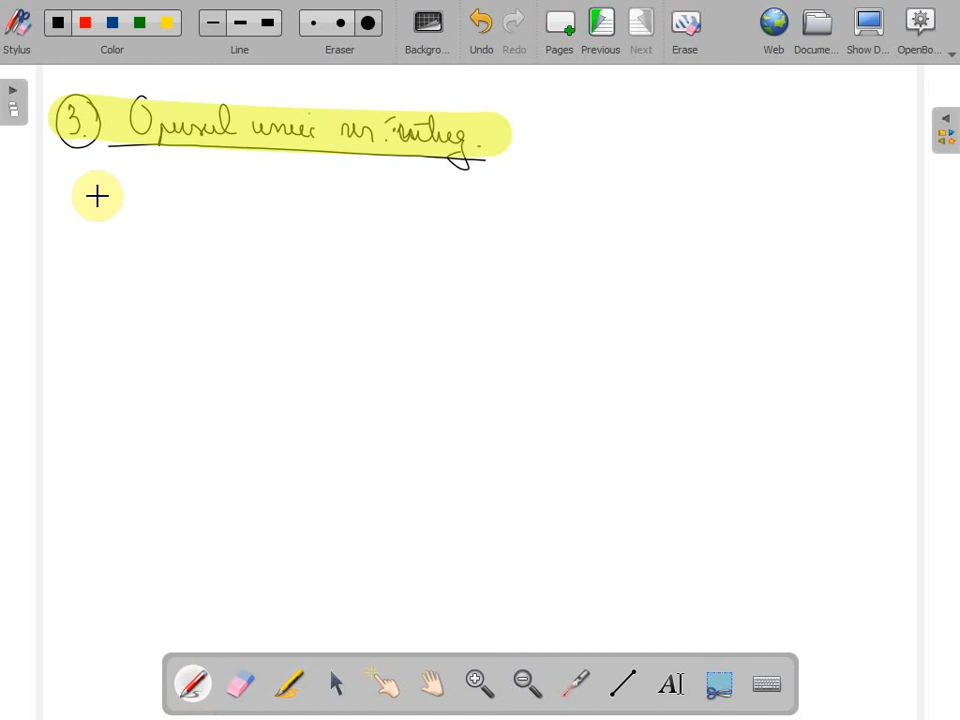 Stylus
Color
Line
Eraser
Backgro...
Undo
Redo
Pages
Previous
Next
Erase
Web
Docume...
Show D...
OpenBo...
3.) Opusul unui nr. întreg.